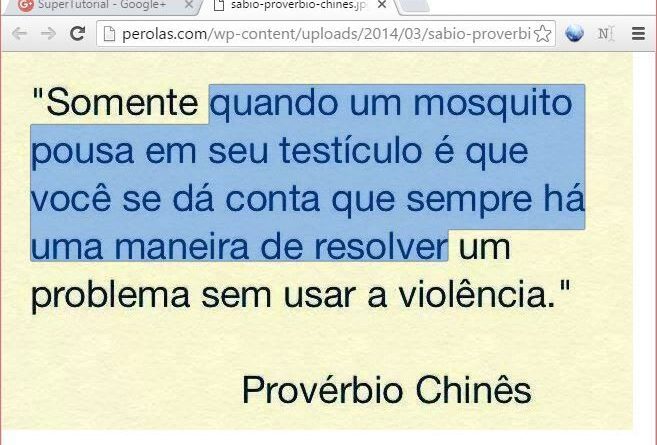 SuperTutorial - Google+
sabio-proverbio-chines.jp
perolas.com/wp-content/uploads/2014/03/sabio-proverbi
"Somente quando um mosquito
pousa em seu testículo é que
você se dá conta que sempre há
uma maneira de resolver um
problema sem usar a violência."
Provérbio Chinês